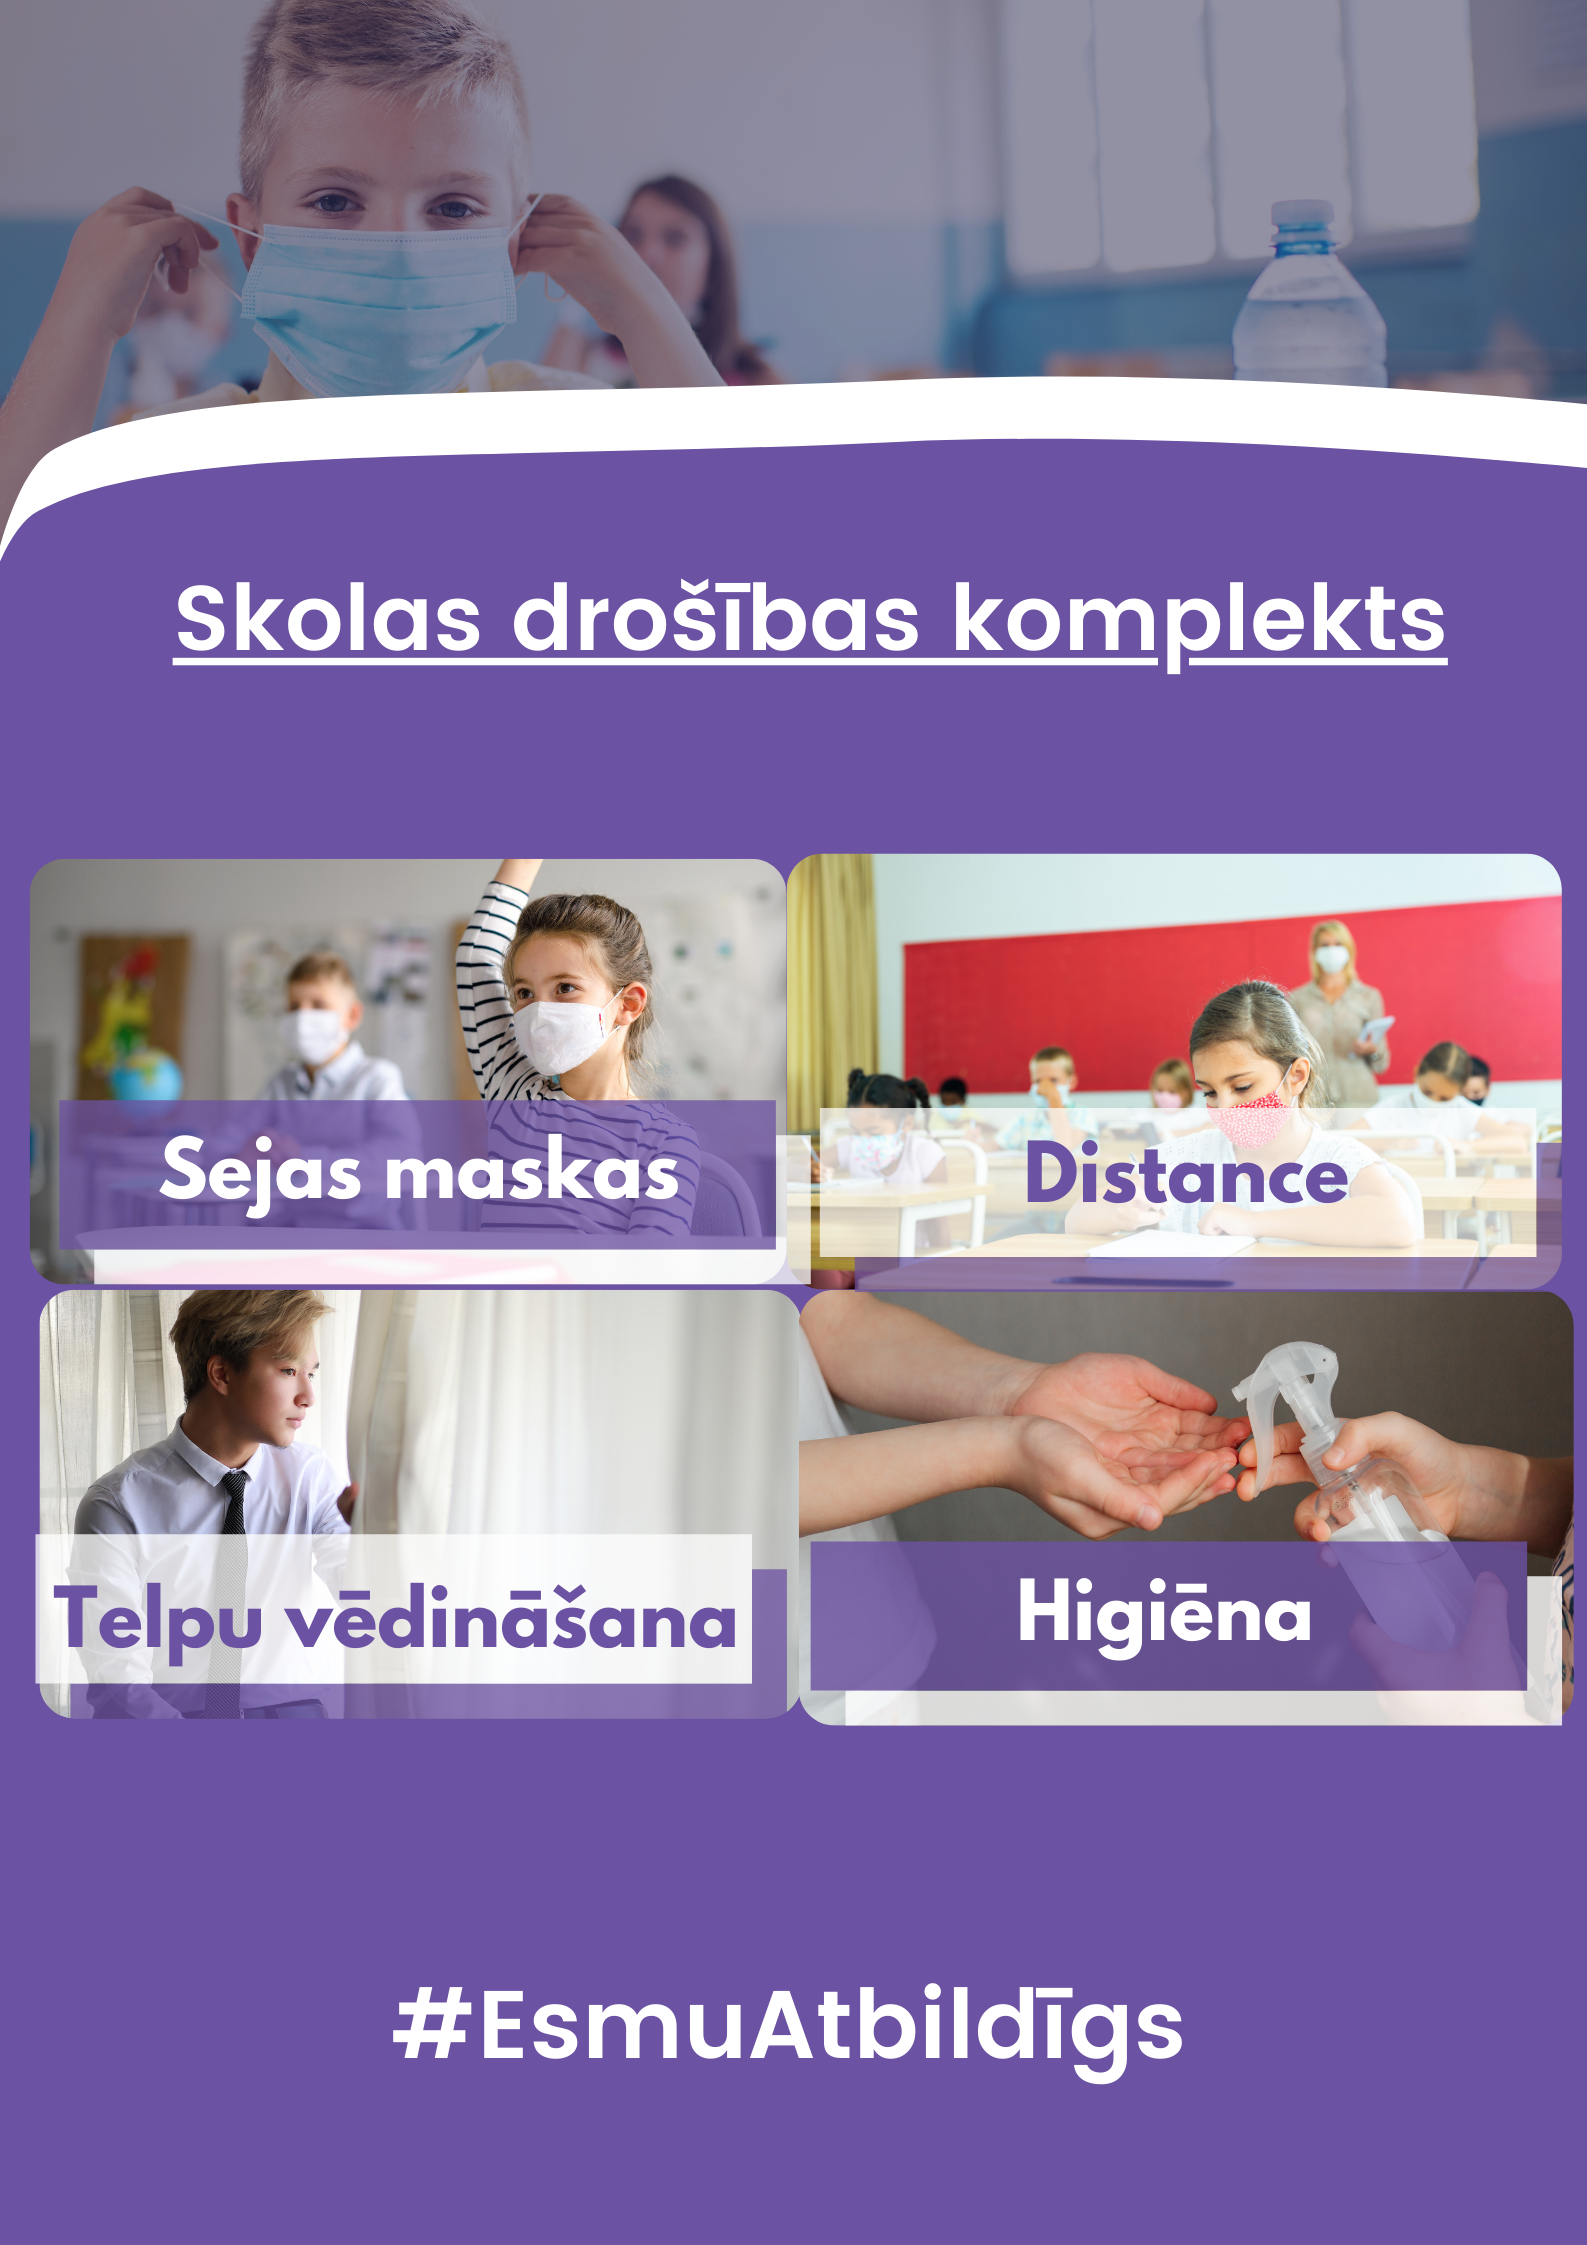 Skolas drošības komplekts
Sejas maskas
Distance
Telpu vēdināšana
Higiēna
#EsmuAtbildīgs